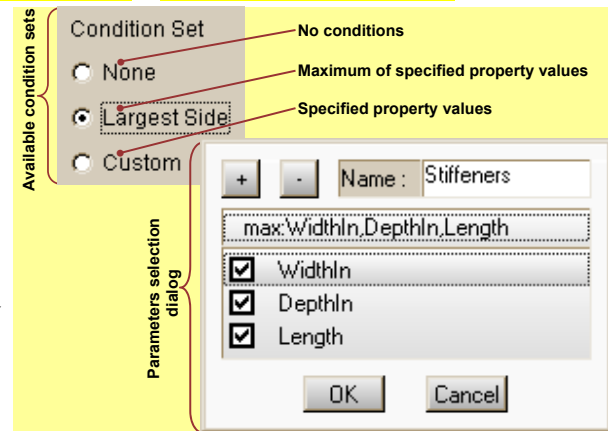 Available condition sets
Condition Set
None
Largest Side
Custom
No conditions
Maximum of specified property values
Specified property values
Parameters selection
dialog
+ - Name : Stiffeners
max:WidthIn,DepthIn,Length
WidthIn
DepthIn
Length
OK Cancel